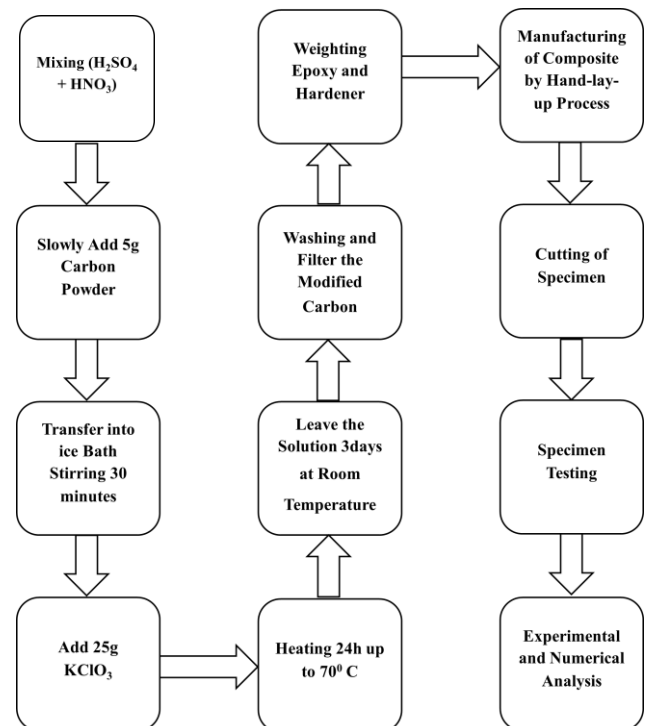 Mixing (H₂SO₄
+ HNO₃)
Slowly Add 5g
Carbon
Powder
Transfer into
ice Bath
Stirring 30
minutes
Add 25g
KClO₃
Heating 24h up
to 70⁰ C
Leave the
Solution 3days
at Room
Temperature
Washing and
Filter the
Modified
Carbon
Weighting
Epoxy and
Hardener
Manufacturing
of Composite
by Hand-lay-
up Process
Cutting of
Specimen
Specimen
Testing
Experimental
and Numerical
Analysis